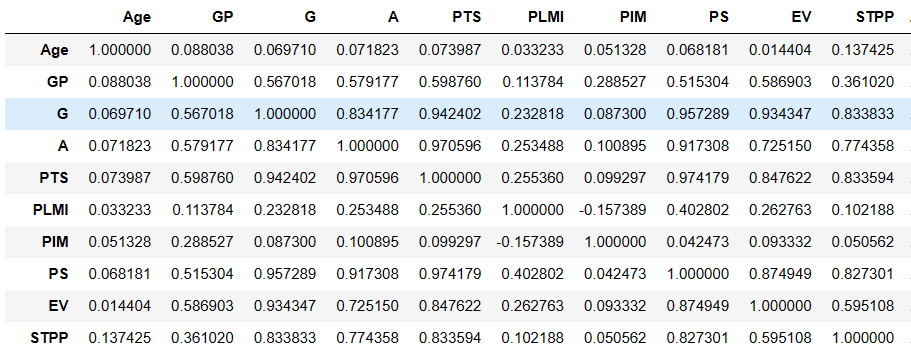 Age GP G A PTS PLMI PIM PS EV STPP
Age 1.000000 0.088038 0.069710 0.071823 0.073987 0.033233 0.051328 0.068181 0.014404 0.137425
GP 0.088038 1.000000 0.567018 0.579177 0.598760 0.113784 0.288527 0.515304 0.586903 0.361020
G 0.069710 0.567018 1.000000 0.834177 0.942402 0.232818 0.087300 0.957289 0.934347 0.833833
A 0.071823 0.579177 0.834177 1.000000 0.970596 0.253488 0.100895 0.917308 0.725150 0.774358
PTS 0.073987 0.598760 0.942402 0.970596 1.000000 0.255360 0.099297 0.974179 0.847622 0.833594
PLMI 0.033233 0.113784 0.232818 0.253488 0.255360 1.000000 -0.157389 0.402802 0.262763 0.102188
PIM 0.051328 0.288527 0.087300 0.100895 0.099297 -0.157389 1.000000 0.042473 0.093332 0.050562
PS 0.068181 0.515304 0.957289 0.917308 0.974179 0.402802 0.042473 1.000000 0.874949 0.827301
EV 0.014404 0.586903 0.934347 0.725150 0.847622 0.262763 0.093332 0.874949 1.000000 0.595108
STPP 0.137425 0.361020 0.833833 0.774358 0.833594 0.102188 0.050562 0.827301 0.595108 1.000000